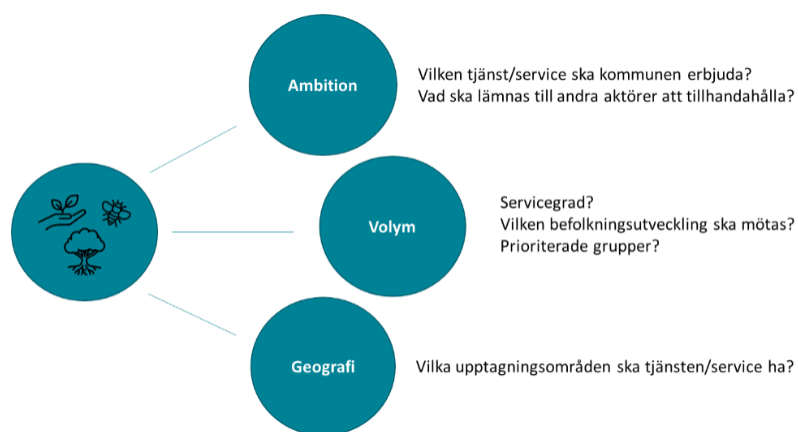 Ambition
Vilken tjänst/service ska kommunen erbjuda?
Vad ska lämnas till andra aktörer att tillhandahålla?
Volym
Servicegrad?
Vilken befolkningsutveckling ska mötas?
Prioriterade grupper?
Geografi
Vilka upptagningsområden ska tjänsten/service ha?